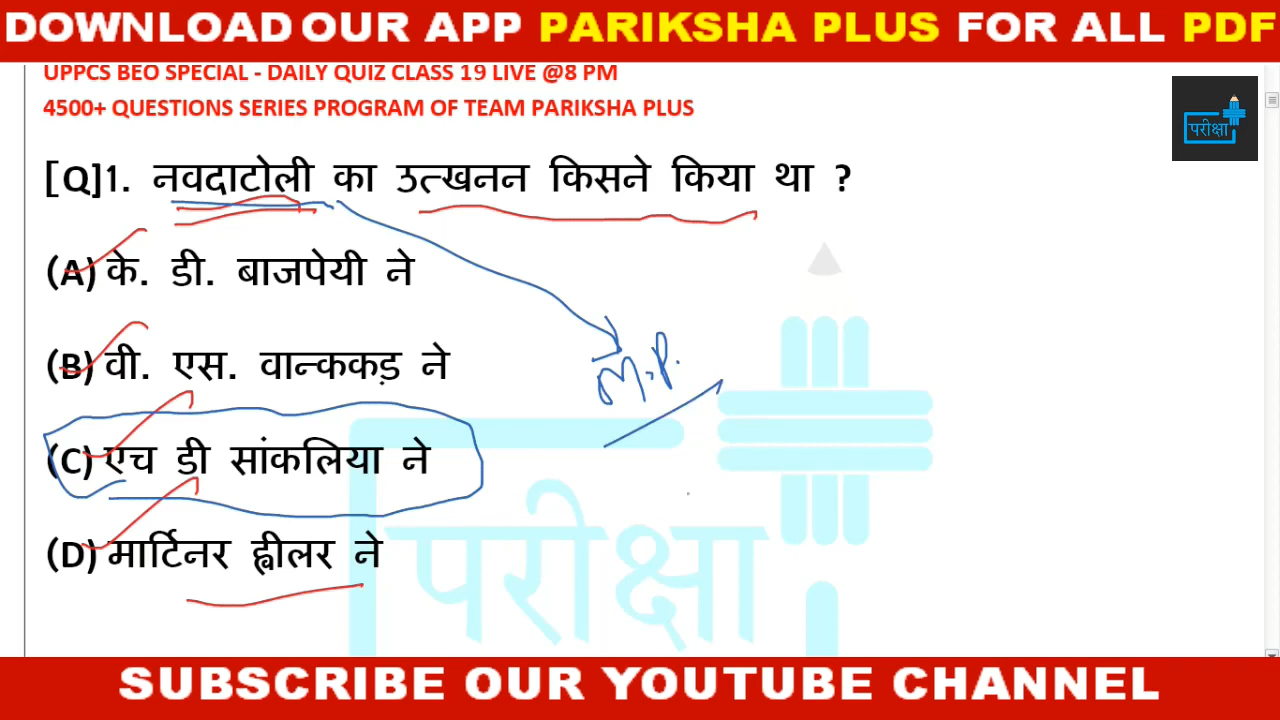 DOWNLOAD OUR APP PARIKSHA PLUS FOR ALL PDF
UPPCS BEO SPECIAL - DAILY QUIZ CLASS 19 LIVE @8 PM
4500+ QUESTIONS SERIES PROGRAM OF TEAM PARIKSHA PLUS
परीक्षा
[Q]1. नवदाटोली का उत्खनन किसने किया था ?
(A) के. डी. बाजपेयी ने
(B) वी. एस. वान्ककड़ ने
M.P.
(C) एच डी सांकलिया ने
(D) मार्टिनर ह्वीलर ने
परीक्षा
SUBSCRIBE OUR YOUTUBE CHANNEL